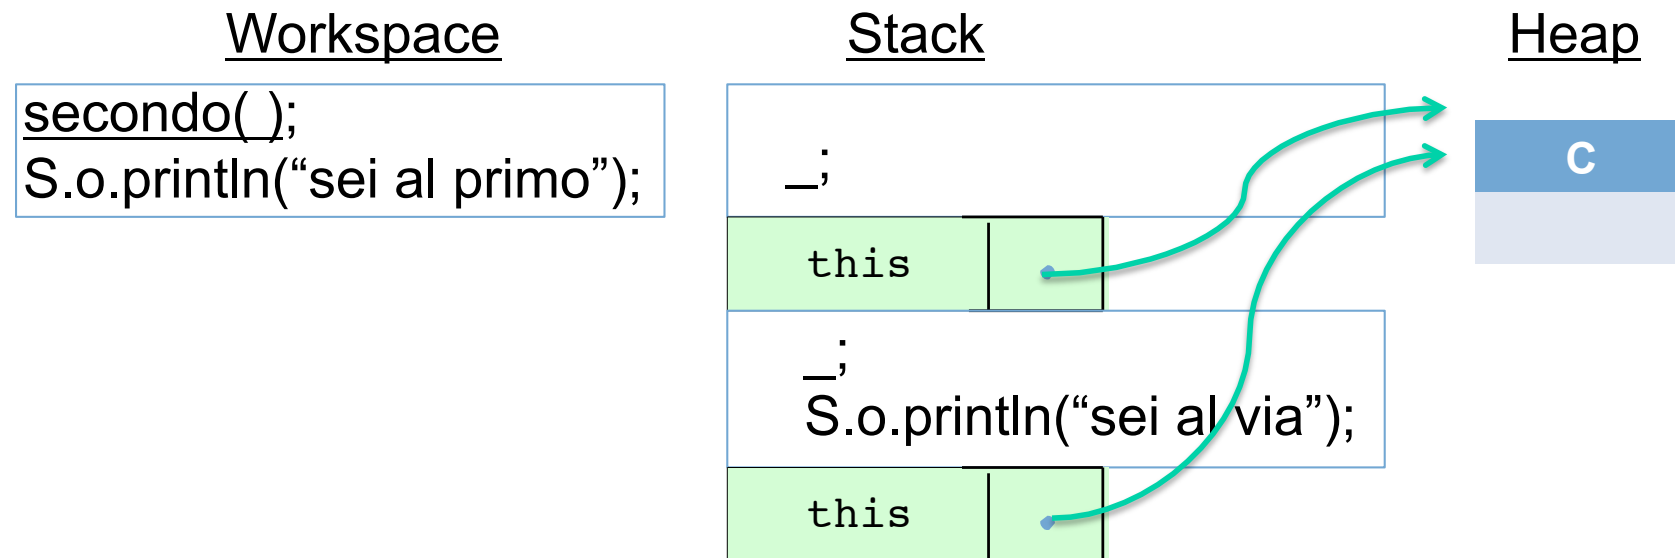 Workspace
Stack
Heap
secondo( );
S.o.println(“sei al primo”);
_;
this
_;
S.o.println(“sei al via”);
this
C